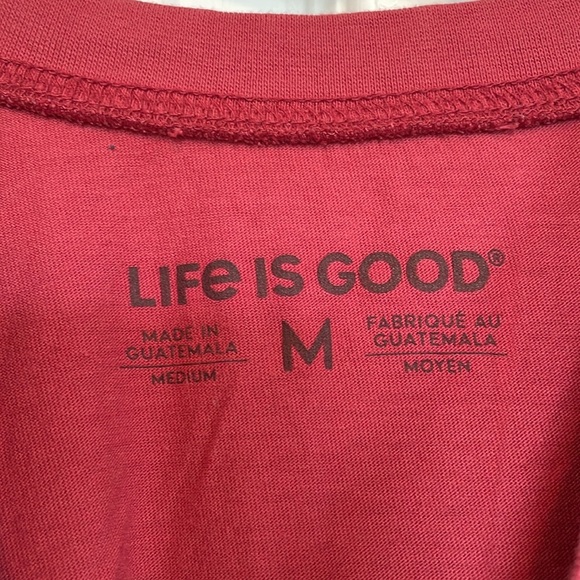 LIFe IS GOOD®
MADE IN
GUATEMALA
MEDIUM
M
FABRIQUÉ AU
GUATEMALA
MOYEN